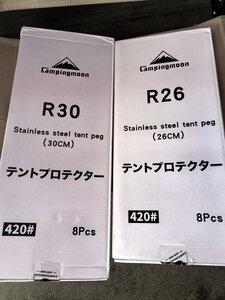 Campingmoon
R30
Stainless steel tent peg
(30CM)
テントプロテクター
420#
8Pcs
Campingmoon
R26
Stainless steel tent peg
(26CM)
テントプロテクター
420#
8Pcs